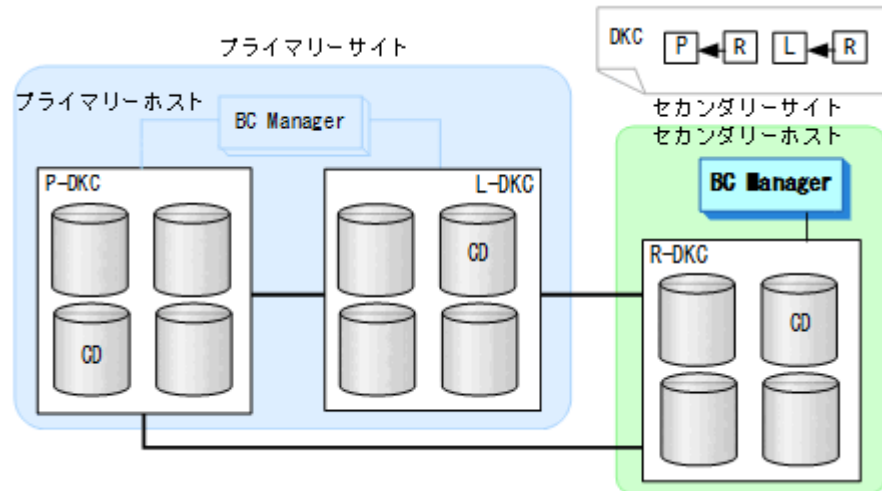 プライマリーサイト
DKC P R L R
プライマリーホスト
BC Manager
セカンダリーサイト
セカンダリーホスト
BC Manager
P-DKC
L-DKC
CD
CD
R-DKC
CD